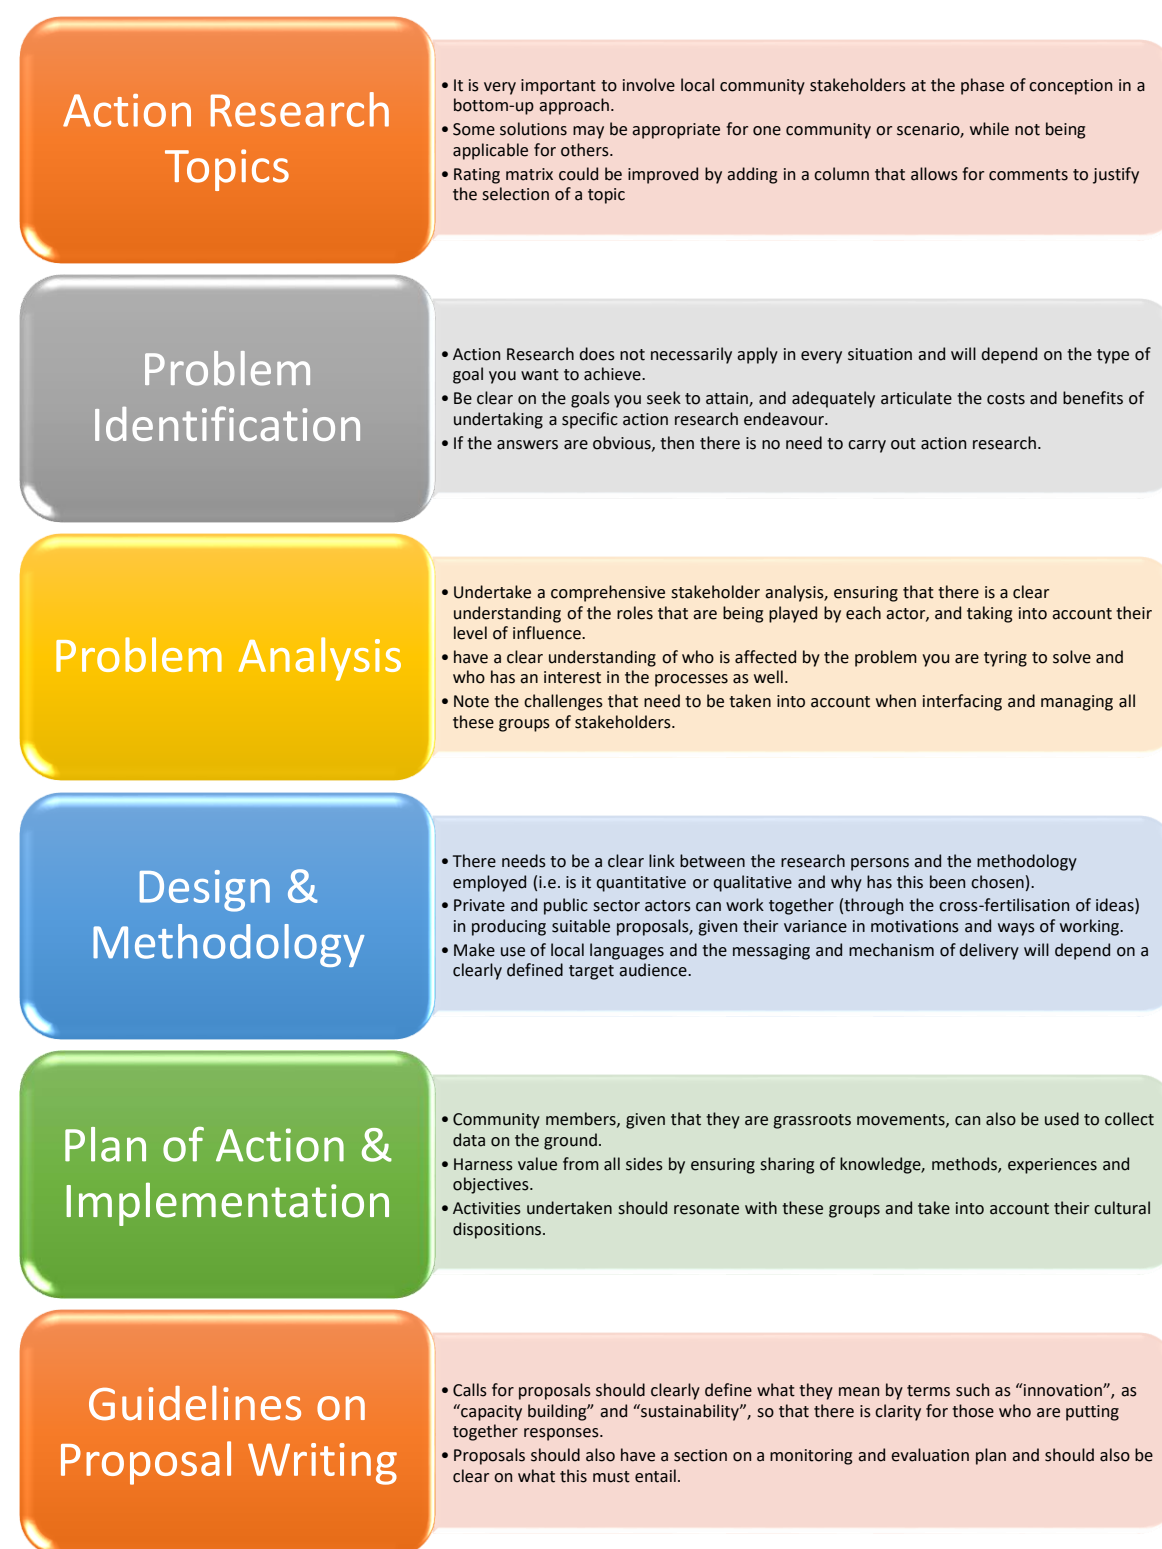 Action Research
Topics
• It is very important to involve local community stakeholders at the phase of conception in a
bottom-up approach.
• Some solutions may be appropriate for one community or scenario, while not being
applicable for others.
• Rating matrix could be improved by adding in a column that allows for comments to justify
the selection of a topic
Problem
Identification
• Action Research does not necessarily apply in every situation and will depend on the type of
goal you want to achieve.
• Be clear on the goals you seek to attain, and adequately articulate the costs and benefits of
undertaking a specific action research endeavour.
• If the answers are obvious, then there is no need to carry out action research.
Problem Analysis
• Undertake a comprehensive stakeholder analysis, ensuring that there is a clear
understanding of the roles that are being played by each actor, and taking into account their
level of influence.
• have a clear understanding of who is affected by the problem you are tyring to solve and
who has an interest in the processes as well.
• Note the challenges that need to be taken into account when interfacing and managing all
these groups of stakeholders.
Design &
Methodology
• There needs to be a clear link between the research persons and the methodology
employed (i.e. is it quantitative or qualitative and why has this been chosen).
• Private and public sector actors can work together (through the cross-fertilisation of ideas)
in producing suitable proposals, given their variance in motivations and ways of working.
• Make use of local languages and the messaging and mechanism of delivery will depend on a
clearly defined target audience.
Plan of Action &
Implementation
• Community members, given that they are grassroots movements, can also be used to collect
data on the ground.
• Harness value from all sides by ensuring sharing of knowledge, methods, experiences and
objectives.
• Activities undertaken should resonate with these groups and take into account their cultural
dispositions.
Guidelines on
Proposal Writing
• Calls for proposals should clearly define what they mean by terms such as “innovation”, as
“capacity building” and “sustainability”, so that there is clarity for those who are putting
together responses.
• Proposals should also have a section on a monitoring and evaluation plan and should also be
clear on what this must entail.